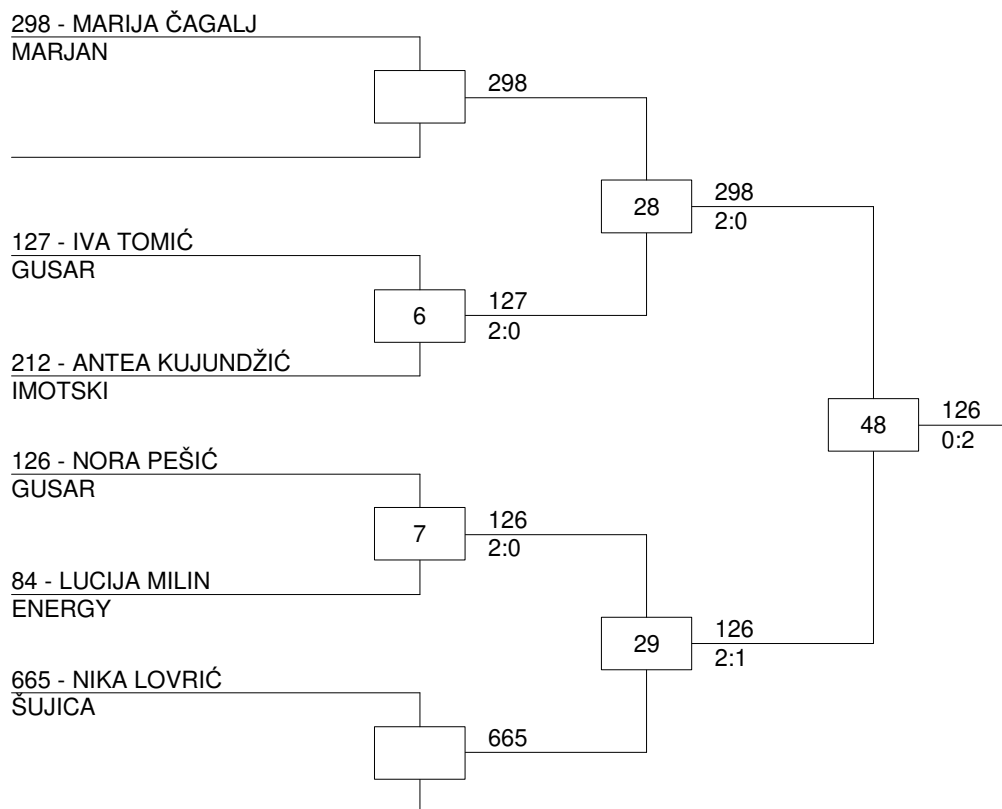 298 - MARIJA ČAGALJ
MARJAN
298
28
298
2:0
127 - IVA TOMIĆ
GUSAR
6
127
2:0
212 - ANTEA KUJUNDŽIĆ
IMOTSKI
48
126
0:2
126 - NORA PEŠIĆ
GUSAR
7
126
2:0
84 - LUCIJA MILIN
ENERGY
29
126
2:1
665 - NIKA LOVRIĆ
ŠUJICA
665